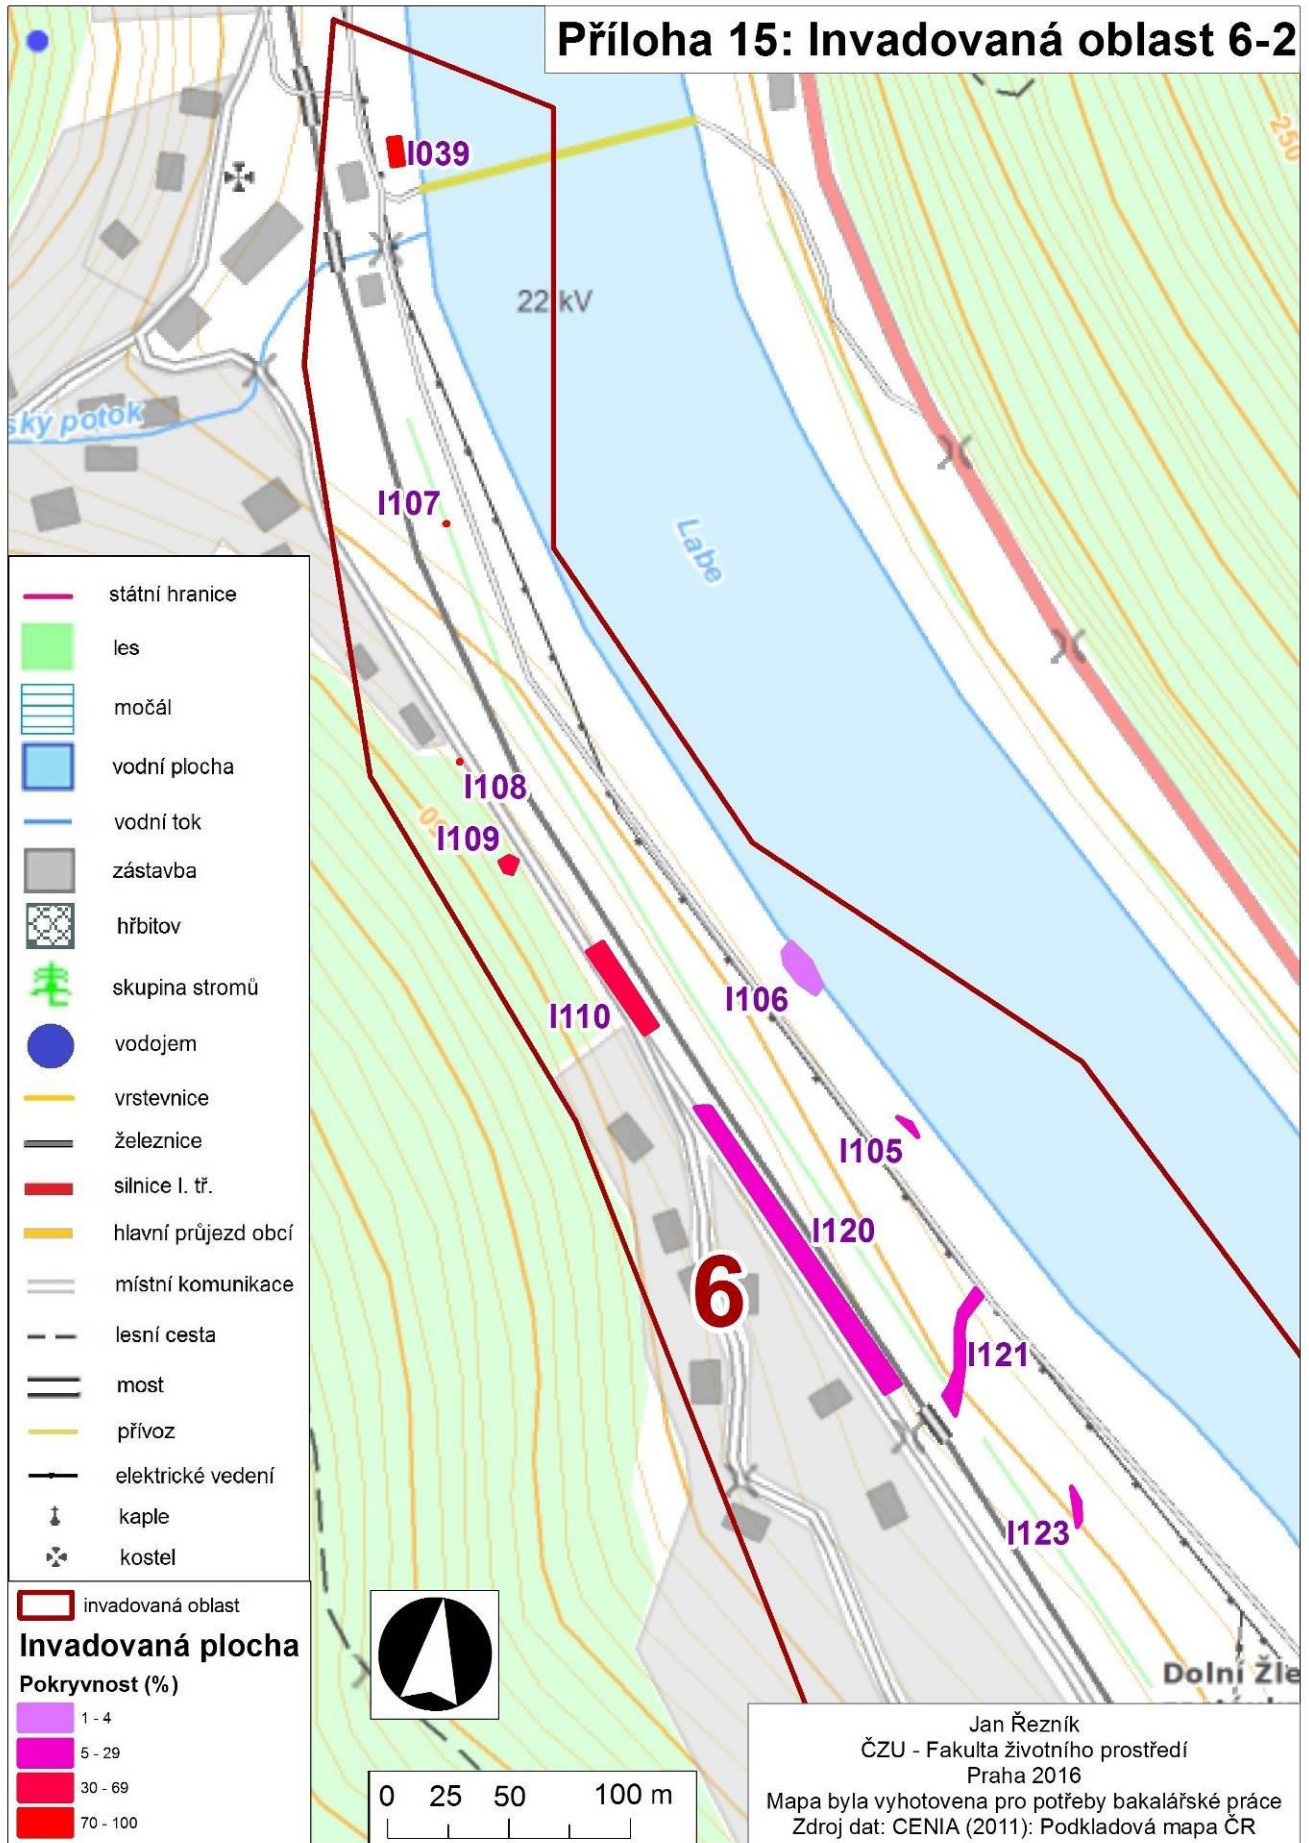 Příloha 15: Invadovaná oblast 6-2
250
I039
22 kV
ský potok
I107
Labe
I108
I109
I110
I106
I105
I120
6
I121
I123
Dolní Žle
státní hranice
les
močál
vodní plocha
vodní tok
zástavba
hřbitov
skupina stromů
vodojem
vrstevnice
železnice
silnice I. tř.
hlavní průjezd obcí
místní komunikace
lesní cesta
most
přívoz
elektrické vedení
kaple
kostel
invadovaná oblast
Invadovaná plocha
Pokryvnost (%)
1 - 4
5 - 29
30 - 69
70 - 100
0 25 50 100 m
Jan Řezník
ČZU - Fakulta životního prostředí
Praha 2016
Mapa byla vyhotovena pro potřeby bakalářské práce
Zdroj dat: CENIA (2011): Podkladová mapa ČR